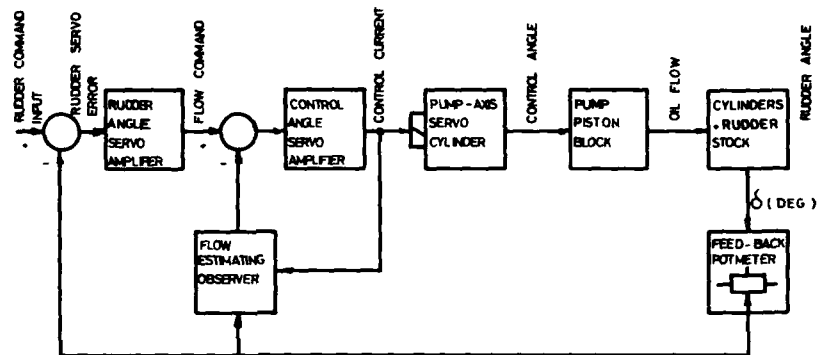 RUDDER COMMAND
INPUT
RUDDER SERVO
ERROR
RUDDER
ANGLE
SERVO
AMPLIFER
FLOW COMMAND
CONTROL
ANGLE
SERVO
AMPLIFIER
CONTROL CURRENT
PUMP-AXIS
SERVO
CYLINDER
CONTROL ANGLE
PUMP
PISTON
BLOCK
OIL FLOW
CYLINDERS
+RUDDER
STOCK
RUDDER ANGLE
δ (DEG)
FLOW
ESTIMATING
OBSERVER
FEED-BACK
POTMETER